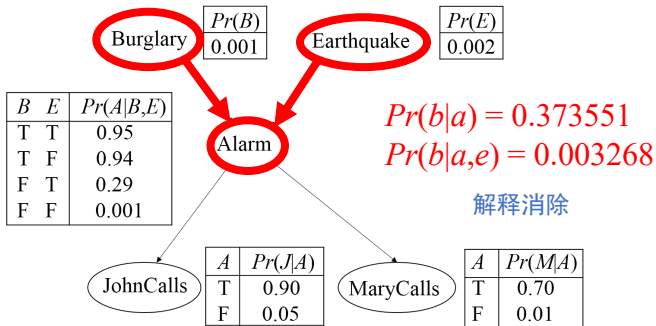 Burglary
Pr(B)
0.001
Earthquake
Pr(E)
0.002
B E Pr(A|B,E)
T T 0.95
T F 0.94
F T 0.29
F F 0.001
Alarm
Pr(b|a) = 0.373551
Pr(b|a,e) = 0.003268
解释消除
JohnCalls
A Pr(J|A)
T 0.90
F 0.05
MaryCalls
A Pr(M|A)
T 0.70
F 0.01